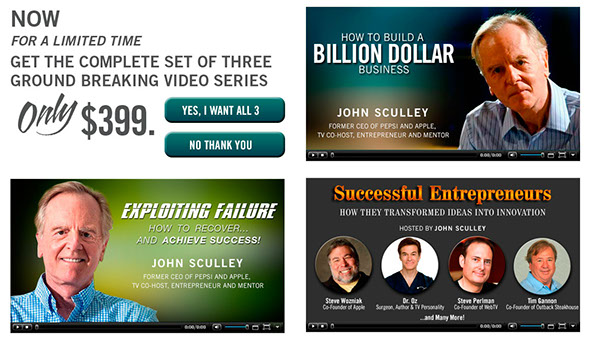 NOW
FOR A LIMITED TIME
GET THE COMPLETE SET OF THREE
GROUND BREAKING VIDEO SERIES
Only $399.
YES, I WANT ALL 3
NO THANK YOU
HOW TO BUILD A
BILLION DOLLAR
BUSINESS
JOHN SCULLEY
FORMER CEO OF PEPSI AND APPLE,
TV CO-HOST, ENTREPRENEUR AND MENTOR
0:00/0:00
EXPLOITING FAILURE
HOW TO RECOVER...
AND ACHIEVE SUCCESS!
JOHN SCULLEY
FORMER CEO OF PEPSI AND APPLE,
TV CO-HOST, ENTREPRENEUR AND MENTOR
0:00/0:00
Successful Entrepreneurs
HOW THEY TRANSFORMED IDEAS INTO INNOVATION
HOSTED BY JOHN SCULLEY
Steve Wozniak
Co-Founder of Apple
Dr. Oz
Surgeon, Author & TV Personality
Steve Perlman
Co-Founder of WebTV
Tim Gannon
Co-Founder of Outback Steakhouse
...and Many More!
0:00/0:00